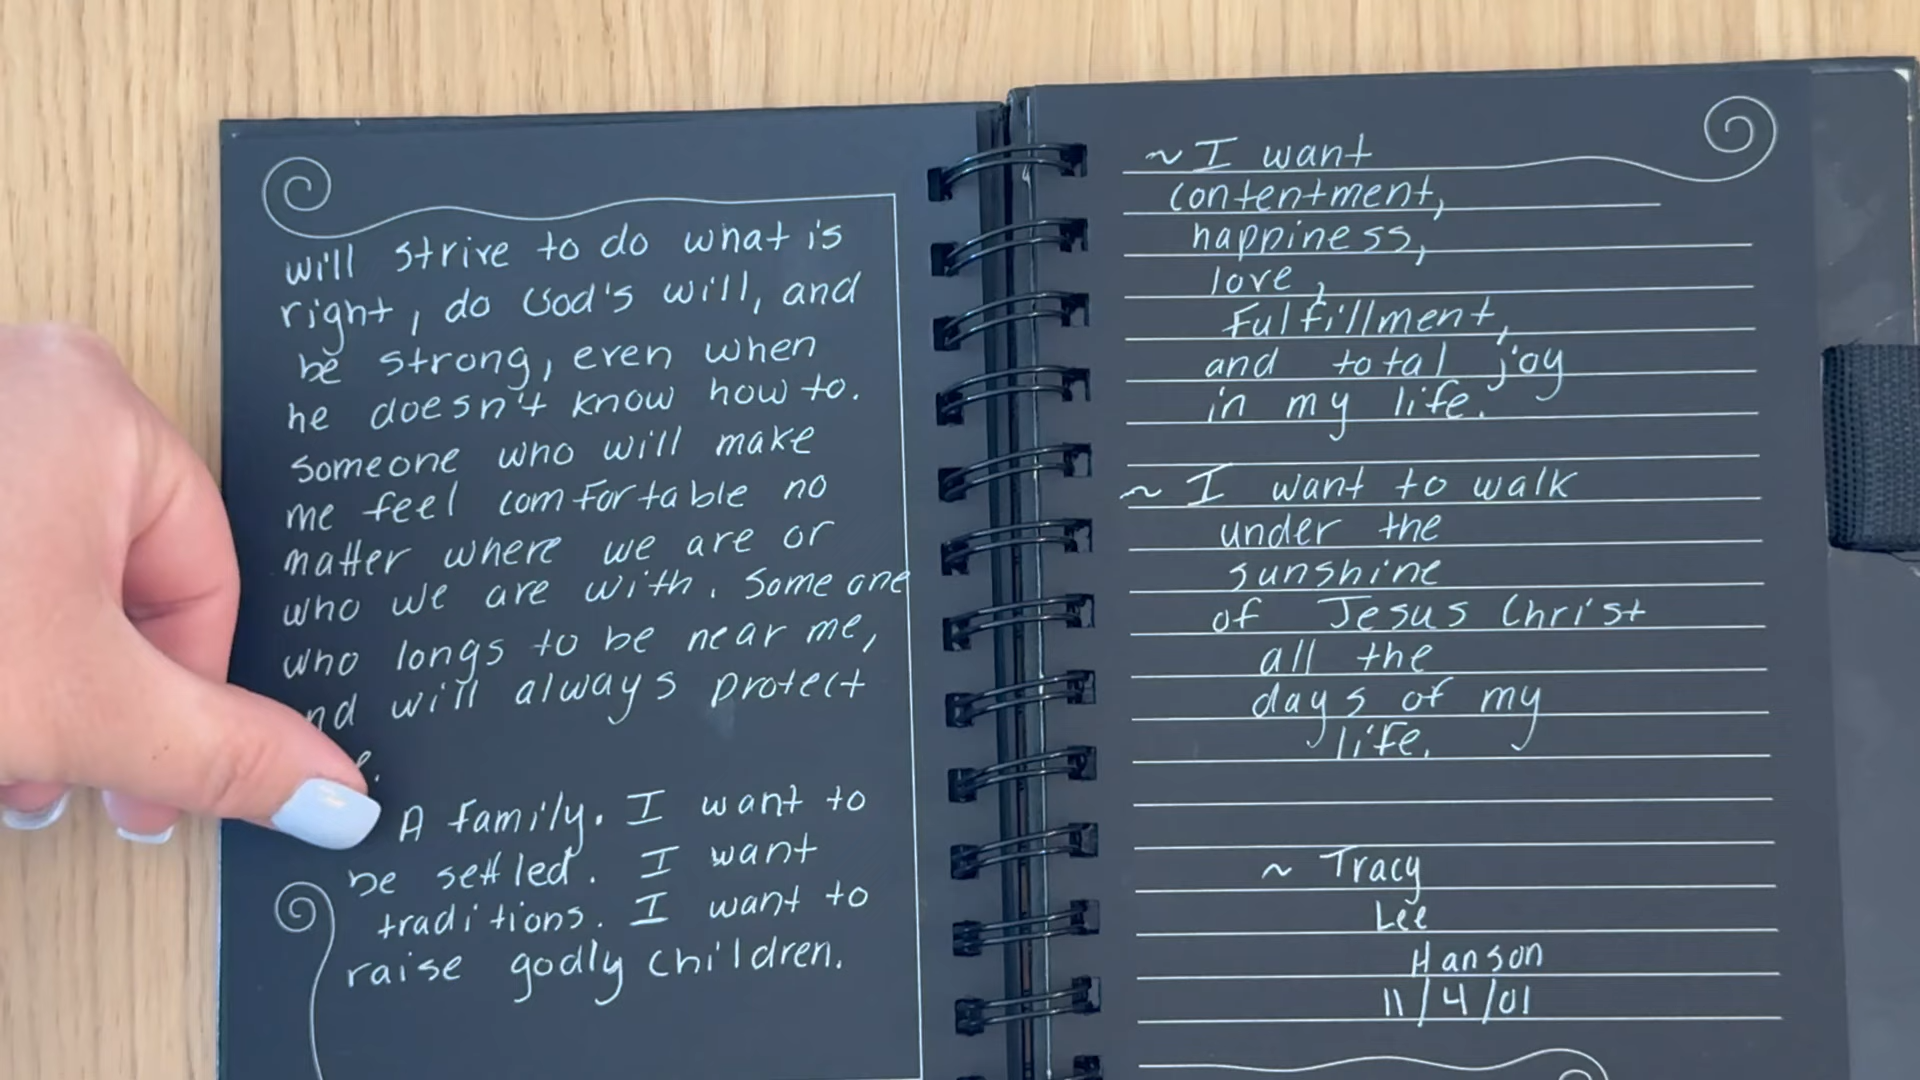 will strive to do what is
right, do God's will, and
be strong, even when
he doesn't know how to.
Someone who will make
me feel comfortable no
matter where we are or
who we are with. Someone
who longs to be near me,
nd will always protect
e.
A family. I want to
be settled. I want
traditions. I want to
raise godly children.
~ I want
contentment,
happiness,
love,
fulfillment,
and total joy
in my life.
~ I want to walk
under the
sunshine
of Jesus Christ
all the
days of my
life.
~ Tracy
Lee
Hanson
11/4/01